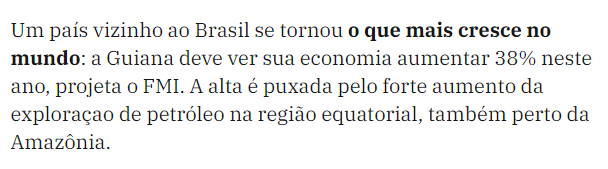 Um país vizinho ao Brasil se tornou o que mais cresce no
mundo: a Guiana deve ver sua economia aumentar 38% neste
ano, projeta o FMI. A alta é puxada pelo forte aumento da
exploraçao de petróleo na região equatorial, também perto da
Amazônia.